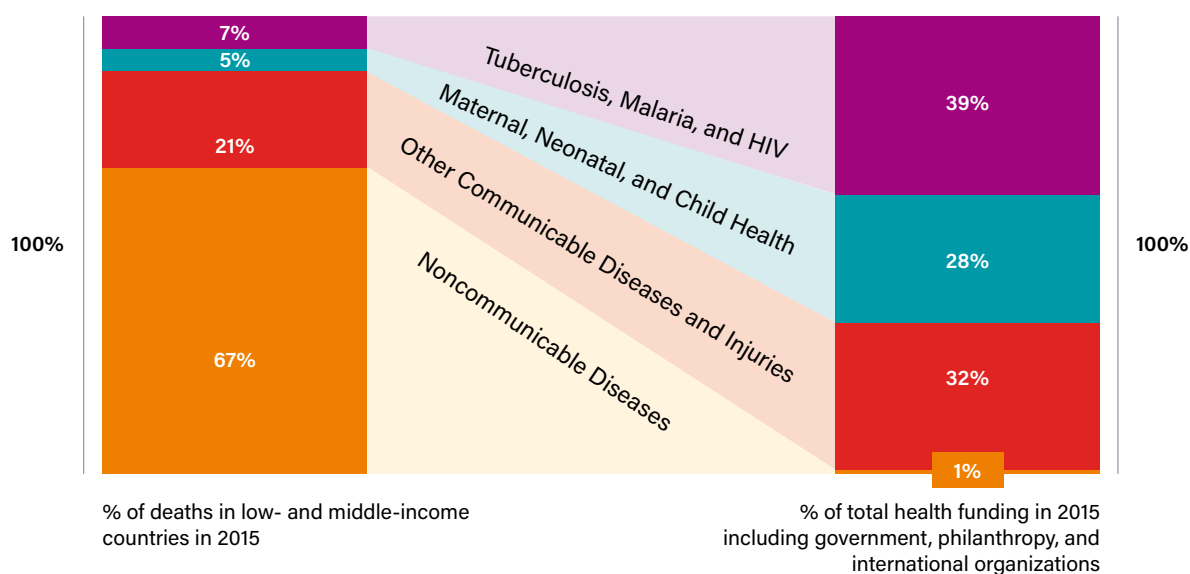 7%
5%
21%
67%
100%
Tuberculosis, Malaria, and HIV
Maternal, Neonatal, and Child Health
Other Communicable Diseases and Injuries
Noncommunicable Diseases
39%
28%
32%
1%
100%
% of deaths in low- and middle-income
countries in 2015
% of total health funding in 2015
including government, philanthropy, and
international organizations